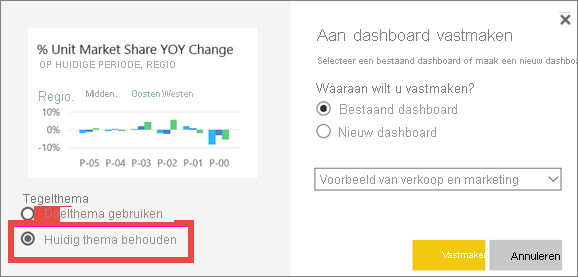 % Unit Market Share YOY Change
OP HUIDIGE PERIODE, REGIO
Regio. Midden. Oosten. Westen
10%
0%
-10%
P-05 P-04 P-03 P-02 P-01 P-00
Tegelthema
gebruiken
Huidig thema behouden
Aan dashboard vastmaken
Selecteer een bestaand dashboard of maak een nieuw dashbo
Waaraan wilt u vastmaken?
Bestaand dashboard
Nieuw dashboard
Voorbeeld van verkoop en marketing
Vastmaken
Annuleren